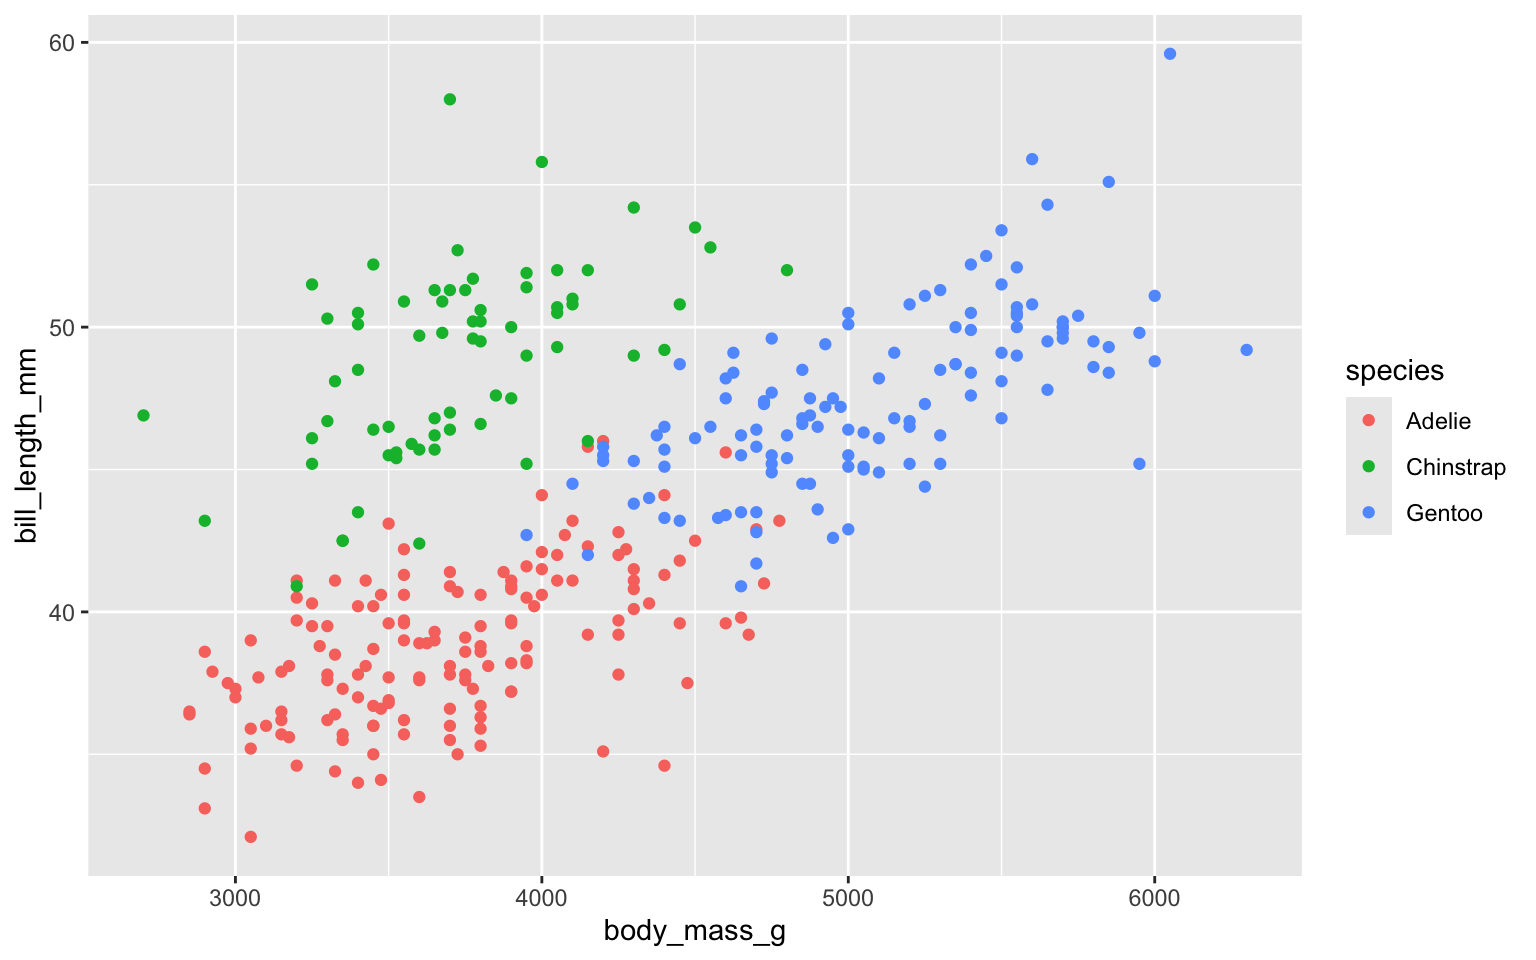 60
50
40
bill_length_mm
3000
4000
5000
6000
body_mass_g
species
Adelie
Chinstrap
Gentoo